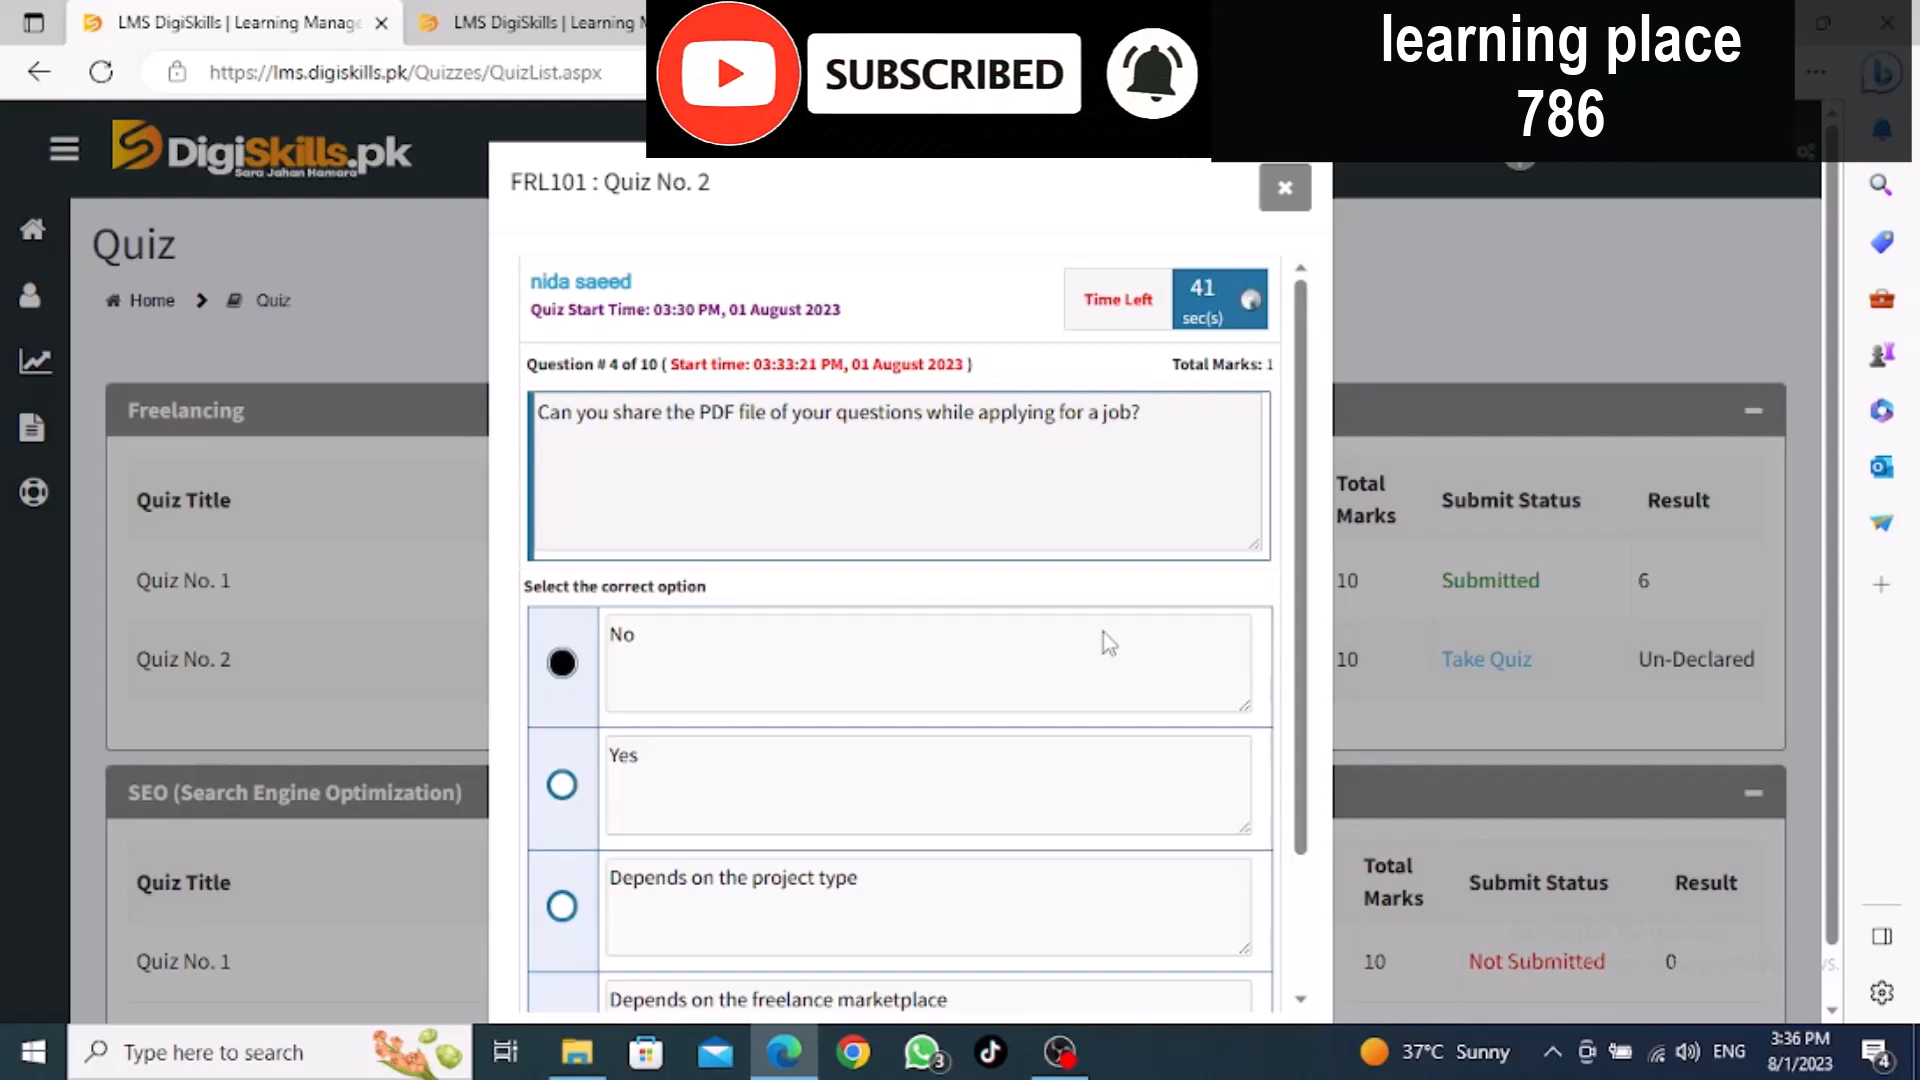 LMS DigiSkills | Learning Manage
LMS DigiSkills | Learning
https://lms.digiskills.pk/Quizzes/QuizList.aspx
SUBSCRIBED
learning place
786
DigiSkills.pk
Sara Jahan Hamara
FRL101 : Quiz No. 2
Quiz
Home
Quiz
nida saeed
Quiz Start Time: 03:30 PM, 01 August 2023
Time Left
41
sec(s)
Question # 4 of 10 ( Start time: 03:33:21 PM, 01 August 2023 )
Total Marks: 1
Can you share the PDF file of your questions while applying for a job?
Select the correct option
No
Yes
Depends on the project type
Depends on the freelance marketplace
Freelancing
Quiz Title
Total
Marks
Submit Status
Result
Quiz No. 1
10
Submitted
6
Quiz No. 2
10
Take Quiz
Un-Declared
SEO (Search Engine Optimization)
Quiz Title
Total
Marks
Submit Status
Result
Quiz No. 1
10
Not Submitted
0
Type here to search
3
37°C Sunny
ENG
3:36 PM
8/1/2023
4